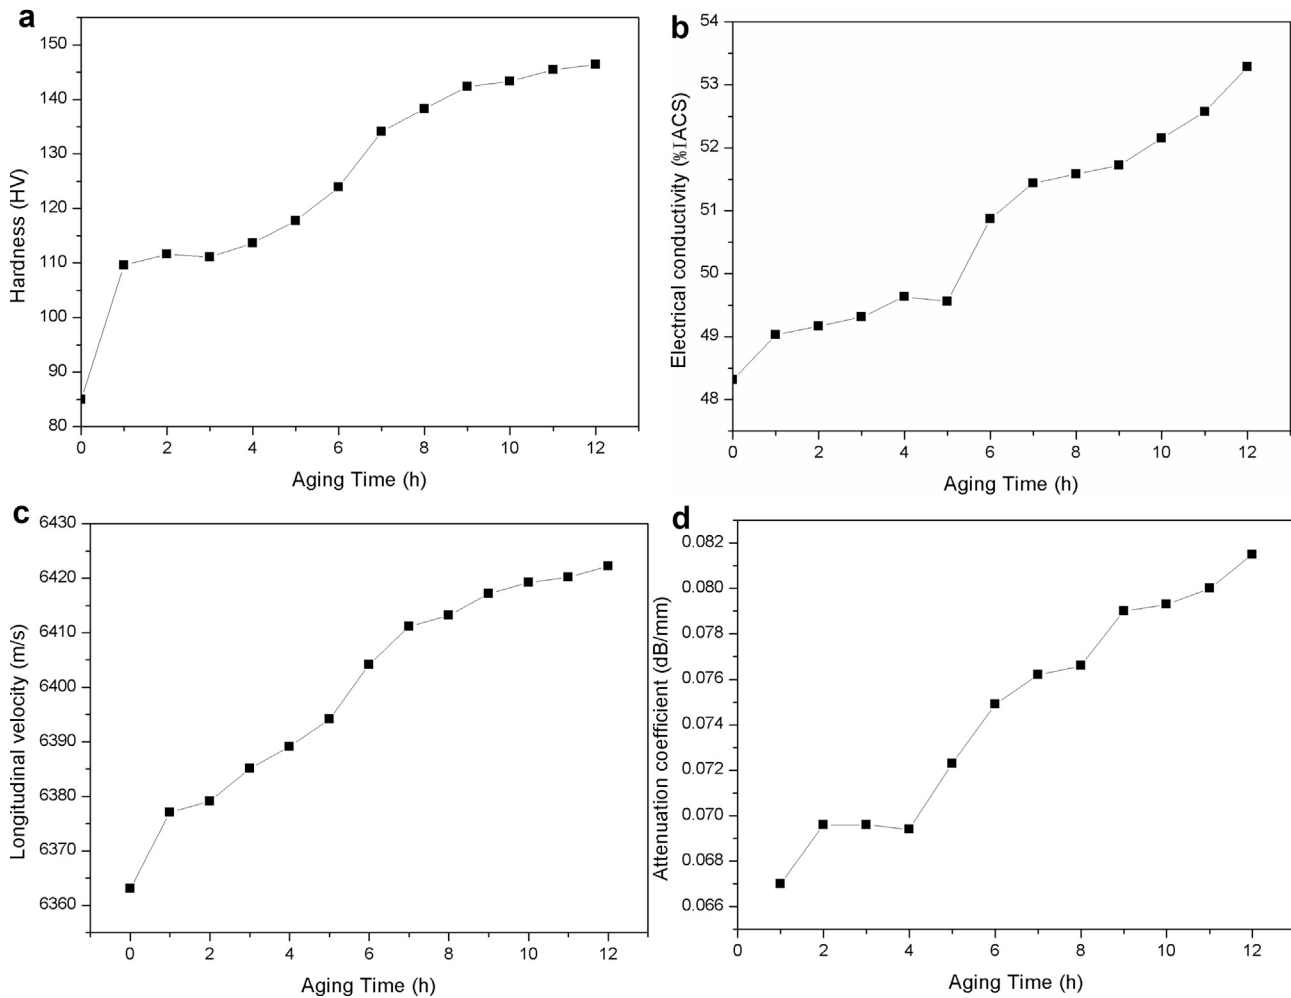 a
150
140
130
120
110
100
90
80
Hardness (HV)
0 2 4 6 8 10 12
Aging Time (h)
b
54
53
52
51
50
49
48
Electrical conductivity (%IACS)
0 2 4 6 8 10 12
Aging Time (h)
c
6430
6420
6410
6400
6390
6380
6370
6360
Longitudinal velocity (m/s)
0 2 4 6 8 10 12
Aging Time (h)
d
0.082
0.080
0.078
0.076
0.074
0.072
0.070
0.068
0.066
Attenuation coefficient (dB/mm)
0 2 4 6 8 10 12
Aging Time (h)